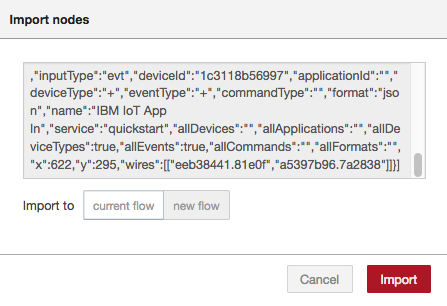 Import nodes
,"inputType":"evt","deviceId":"1c3118b56997","applicationId":"","
deviceType":"+","eventType":"+","commandType":"","format":"jso
n","name":"IBM IoT App
In","service":"quickstart","allDevices":"","allApplications":"","allDe
viceTypes":true,"allEvents":true,"allCommands":"","allFormats":"",
"x":622,"y":295,"wires":[["eeb38441.81e0f","a5397b96.7a2838"]]}]
Import to current flow new flow
Cancel Import